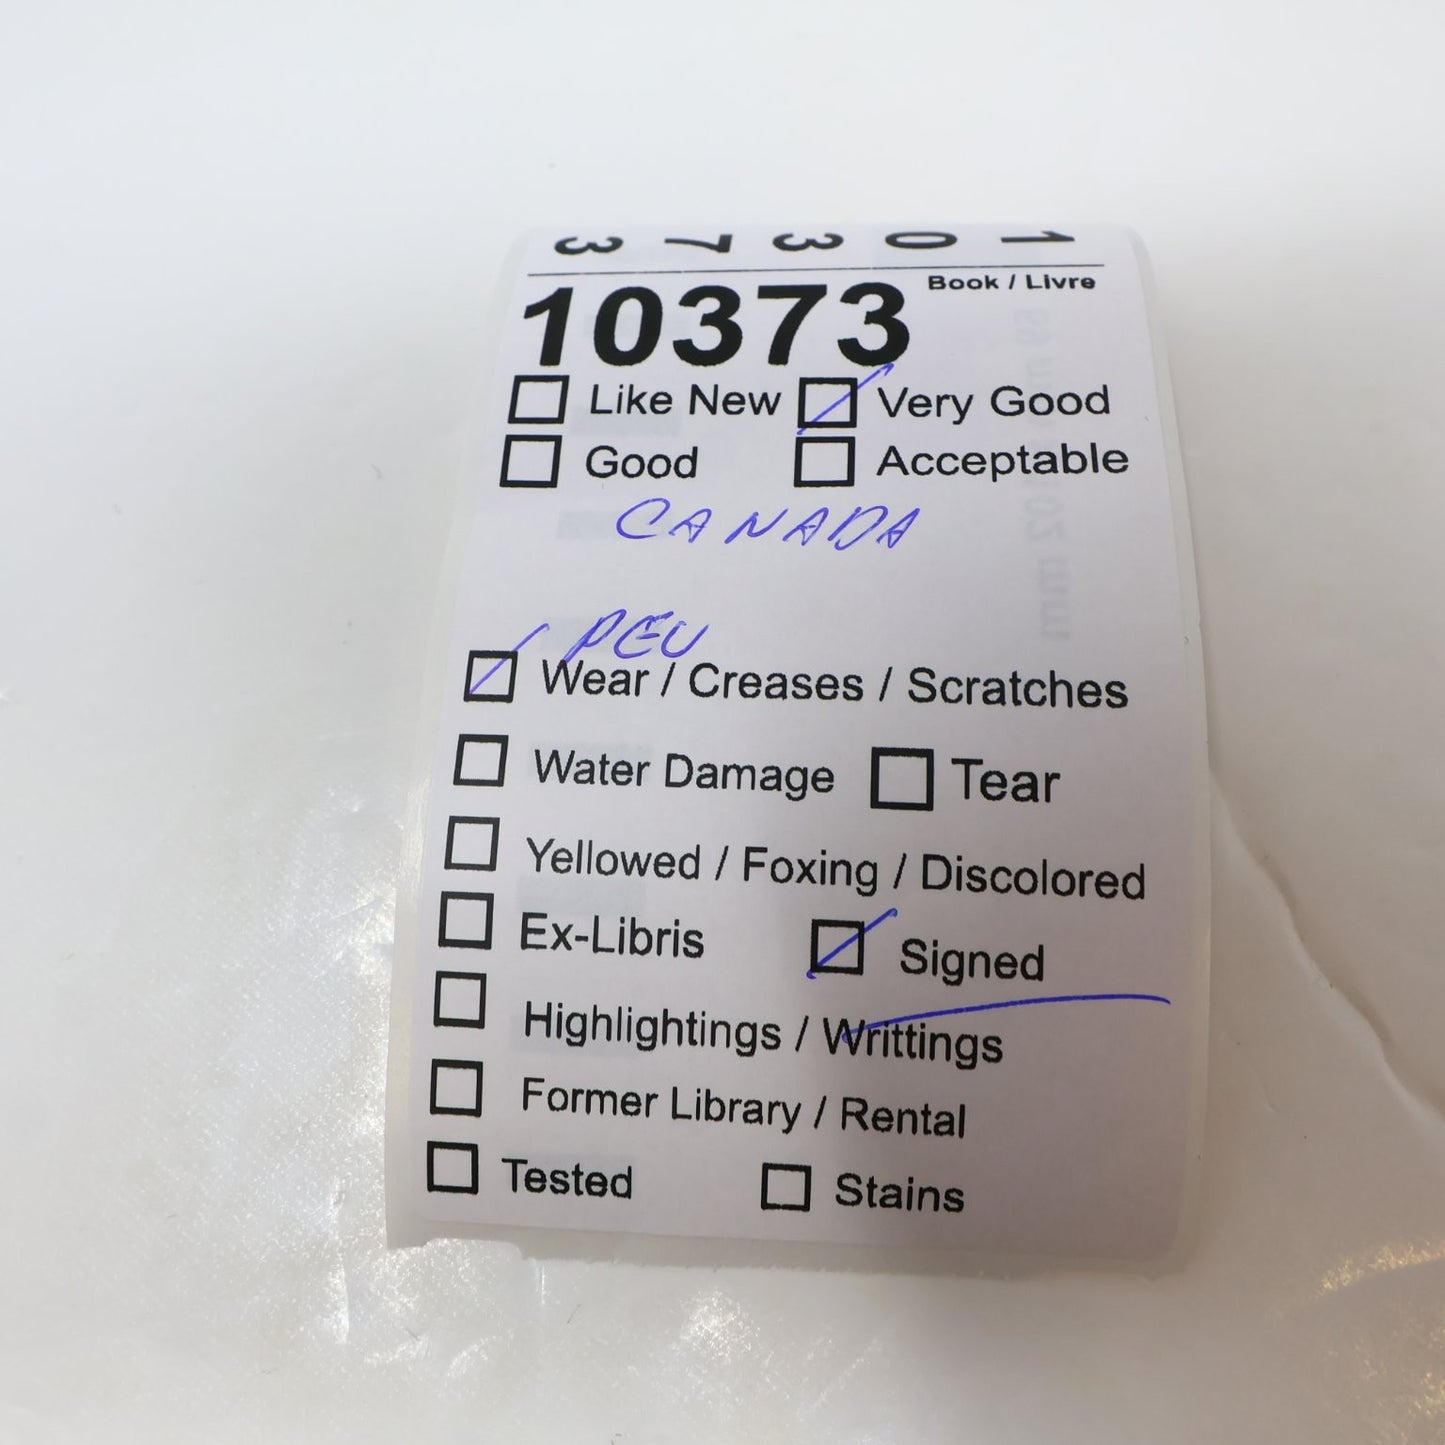 10373
Book / Livre
10373
Like New Very Good
Good Acceptable
CANADA
PEU
Wear / Creases / Scratches
Water Damage Tear
Yellowed / Foxing / Discolored
Ex-Libris Signed
Highlightings / Writtings
Former Library / Rental
Tested Stains